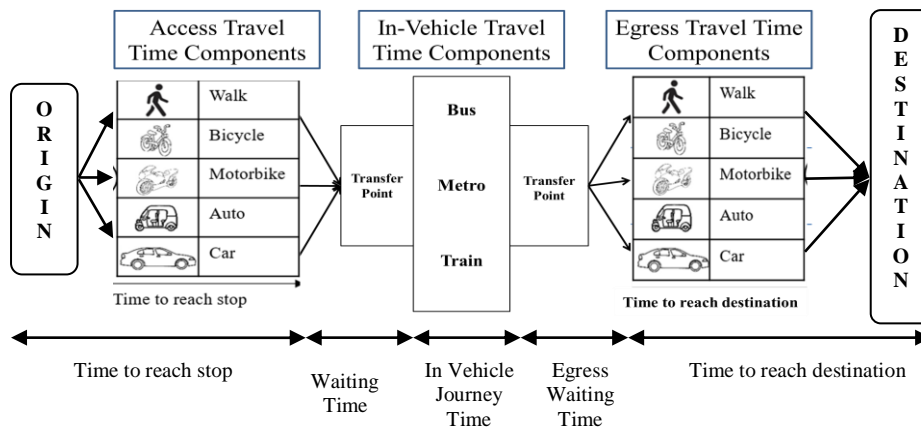 Access Travel
Time Components
In-Vehicle Travel
Time Components
Egress Travel Time
Components
O
R
I
G
I
N
Walk
Bicycle
Motorbike
Auto
Car
Time to reach stop
Transfer
Point
Bus
Metro
Train
Transfer
Point
Walk
Bicycle
Motorbike
Auto
Car
Time to reach destination
D
E
S
T
I
N
A
T
I
O
N
Time to reach stop
Waiting
Time
In Vehicle
Journey
Time
Egress
Waiting
Time
Time to reach destination